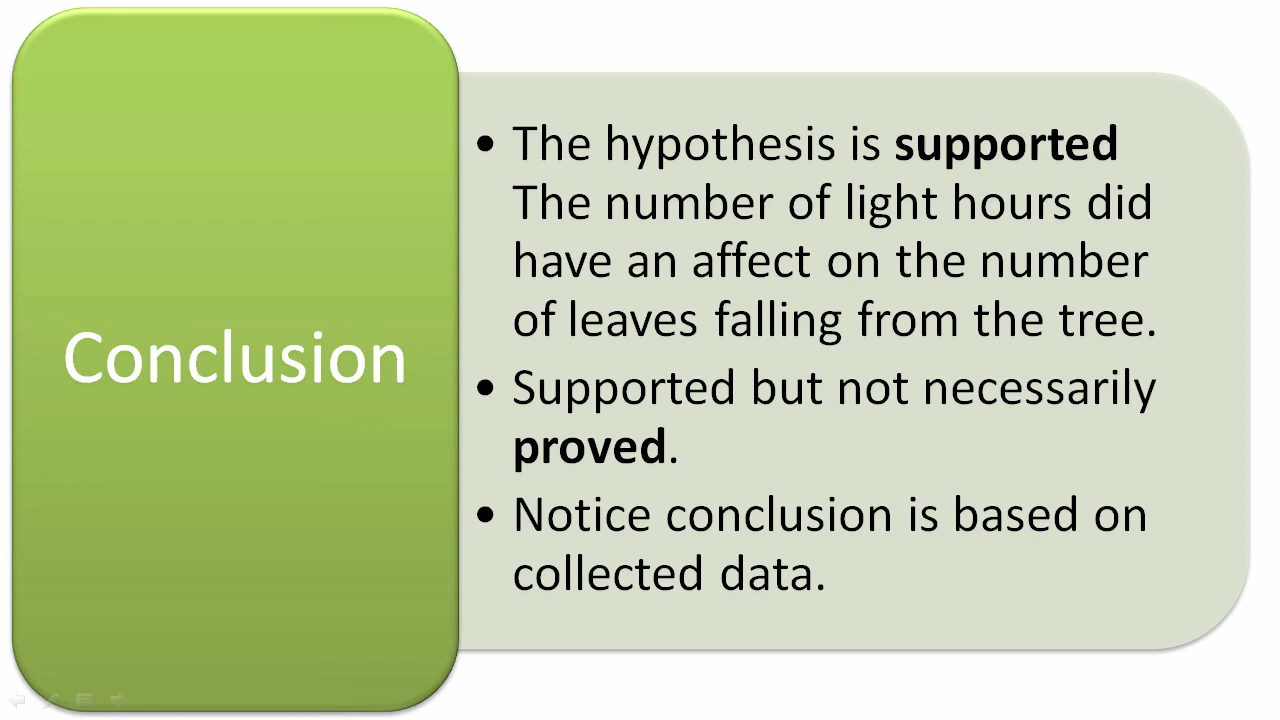 Conclusion
• The hypothesis is supported
The number of light hours did
have an affect on the number
of leaves falling from the tree.
• Supported but not necessarily
proved.
• Notice conclusion is based on
collected data.